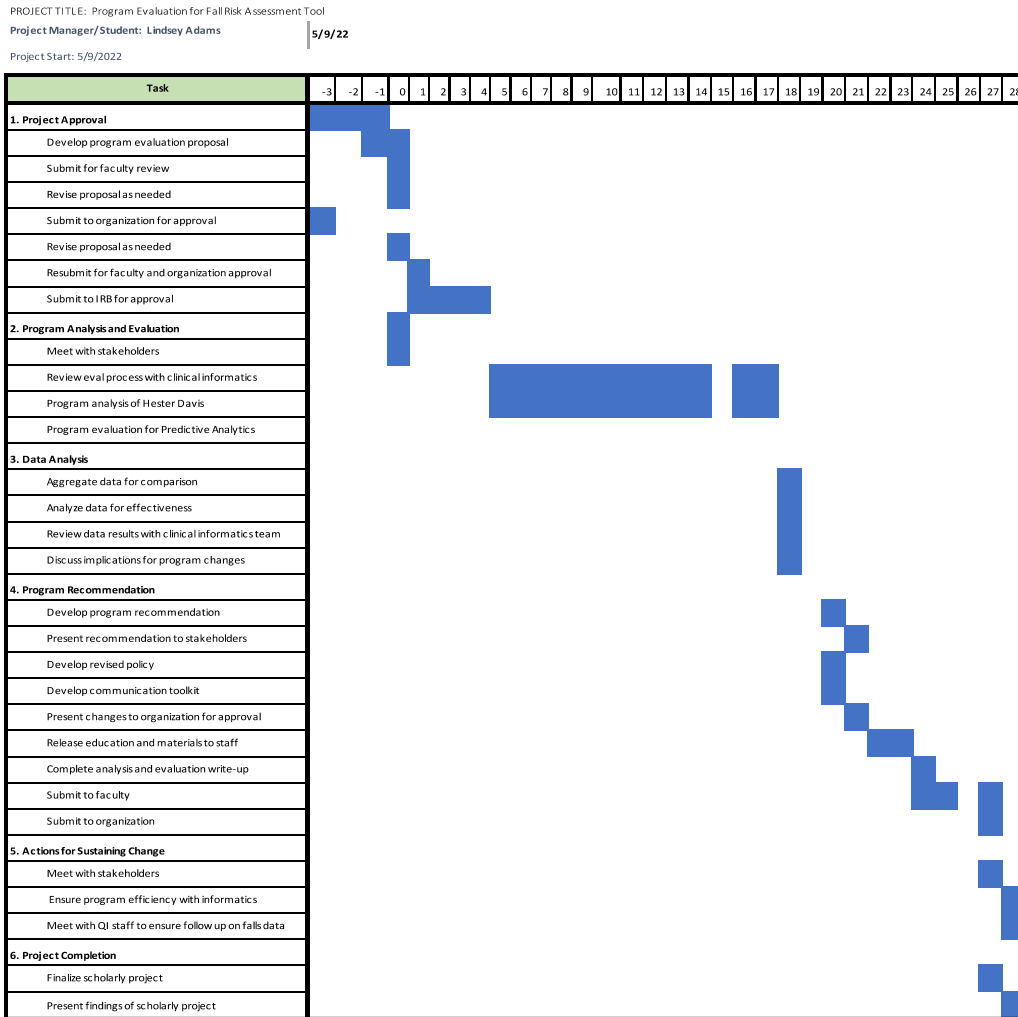 PROJECT TITLE: Program Evaluation for Fall Risk Assessment Tool
Project Manager/Student: Lindsey Adams
5/9/22
Project Start: 5/9/2022
Task -3 -2 -1 0 1 2 3 4 5 6 7 8 9 10 11 12 13 14 15 16 17 18 19 20 21 22 23 24 25 26 27 28
1. Project Approval
Develop program evaluation proposal
Submit for faculty review
Revise proposal as needed
Submit to organization for approval
Revise proposal as needed
Resubmit for faculty and organization approval
Submit to IRB for approval
2. Program Analysis and Evaluation
Meet with stakeholders
Review eval process with clinical informatics
Program analysis of Hester Davis
Program evaluation for Predictive Analytics
3. Data Analysis
Aggregate data for comparison
Analyze data for effectiveness
Review data results with clinical informatics team
Discuss implications for program changes
4. Program Recommendation
Develop program recommendation
Present recommendation to stakeholders
Develop revised policy
Develop communication toolkit
Present changes to organization for approval
Release education and materials to staff
Complete analysis and evaluation write-up
Submit to faculty
Submit to organization
5. Actions for Sustaining Change
Meet with stakeholders
Ensure program efficiency with informatics
Meet with QI staff to ensure follow up on falls data
6. Project Completion
Finalize scholarly project
Present findings of scholarly project